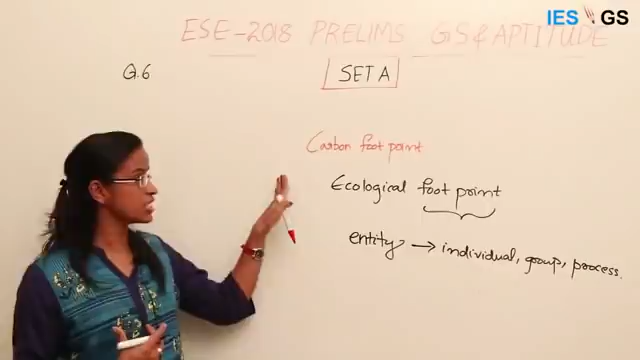 IES GS
ESE-2018 PRELIMS GS & APTITUDE
Q.6
SET A
Carbon foot point
Ecological foot point
entity → individual, group, process.